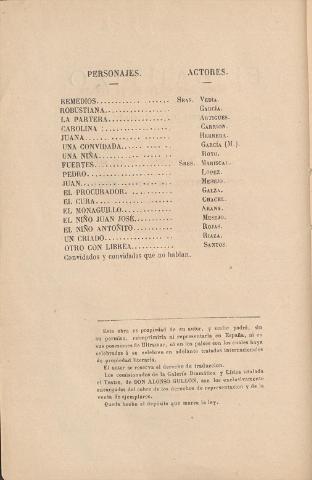 PERSONAJES. ACTORES.
REMEDIOS................. SRAS. VEDIA.
ROBUSTIANA................. GARCÍA.
LA PARTERA................. ARTIGUES.
CAROLINA................. CARRION.
JUANA................. HERRERA.
UNA CONVIDADA................. GARCÍA (M.)
UNA NIÑA................. ROYO.
FUERTES................. SRES. MARISCAL.
PEDRO................. LOPEZ.
JUAN................. MESEJO.
EL PROCURADOR................. GALZA.
EL CURA................. CHACEL.
EL MONAGUILLO................. ARANA.
EL NIÑO JUAN JOSÉ................. MESEJO.
EL NIÑO ANTOÑITO................. ROJAS.
UN CRIADO................. RIAZA.
OTRO CON LIBREA................. SANTOS.
Convidados y convidadas que no hablan.
Esta obra es propiedad de su autor, y nadie podrá, sin
su permiso, reimprimirla ni representarla en España, ni en
sus posesiones de Ultramar, ni en los países con los cuales haya
celebrados ó se celebren en adelante tratados internacionales
de propiedad literaria.
El autor se reserva el derecho de traduccion.
Los comisionados de la Galería Dramática y Lírica titulada
el Teatro, de DON ALONSO GULLON, son los exclusivamente
encargados del cobro de los derechos de representacion y de la
venta de ejemplares.
Queda hecho el depósito que marca la ley.